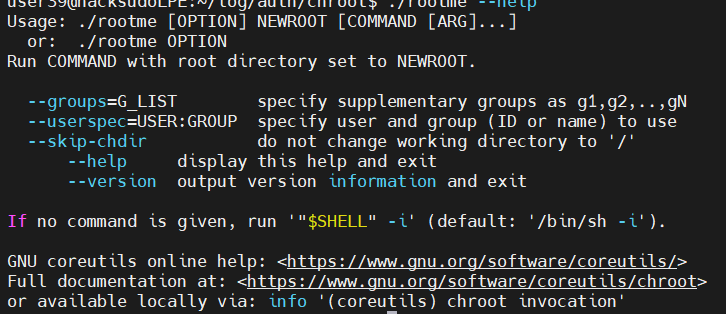 user39@hacksudoLPE:~/log/auth/chroot$ ./rootme --help
Usage: ./rootme [OPTION] NEWROOT [COMMAND [ARG]...]
  or:  ./rootme OPTION
Run COMMAND with root directory set to NEWROOT.

  --groups=G_LIST        specify supplementary groups as g1,g2,..,gN
  --userspec=USER:GROUP  specify user and group (ID or name) to use
  --skip-chdir           do not change working directory to '/'
      --help     display this help and exit
      --version  output version information and exit

If no command is given, run '"$SHELL" -i' (default: '/bin/sh -i').

GNU coreutils online help: <https://www.gnu.org/software/coreutils/>
Full documentation at: <https://www.gnu.org/software/coreutils/chroot>
or available locally via: info '(coreutils) chroot invocation'